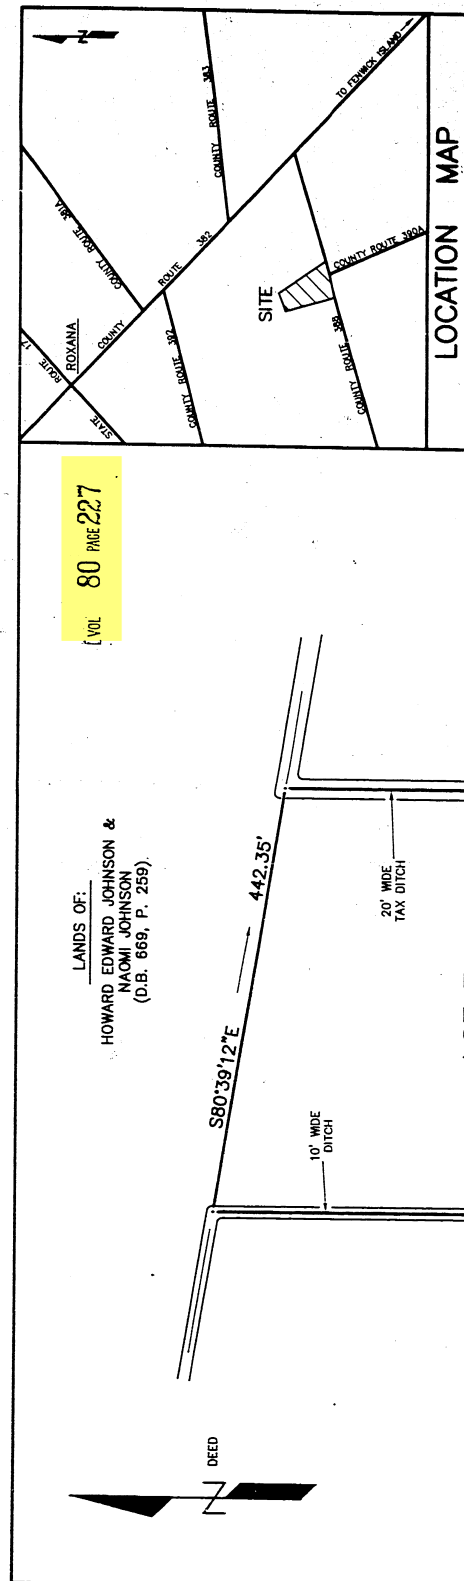 N
TO FENWICK ISLAND
COUNTY ROUTE 383
COUNTY ROUTE 381A
COUNTY ROUTE 382
ROXANA
STATE ROUTE 17
COUNTY ROUTE 392
SITE
COUNTY ROUTE 390A
COUNTY ROUTE 388
LOCATION MAP
VOL 80 PAGE 227
LANDS OF:
HOWARD EDWARD JOHNSON &
NAOMI JOHNSON
(D.B. 669, P. 259)
S80°39'12"E
442.35'
20' WIDE
TAX DITCH
10' WIDE
DITCH
N
DEED